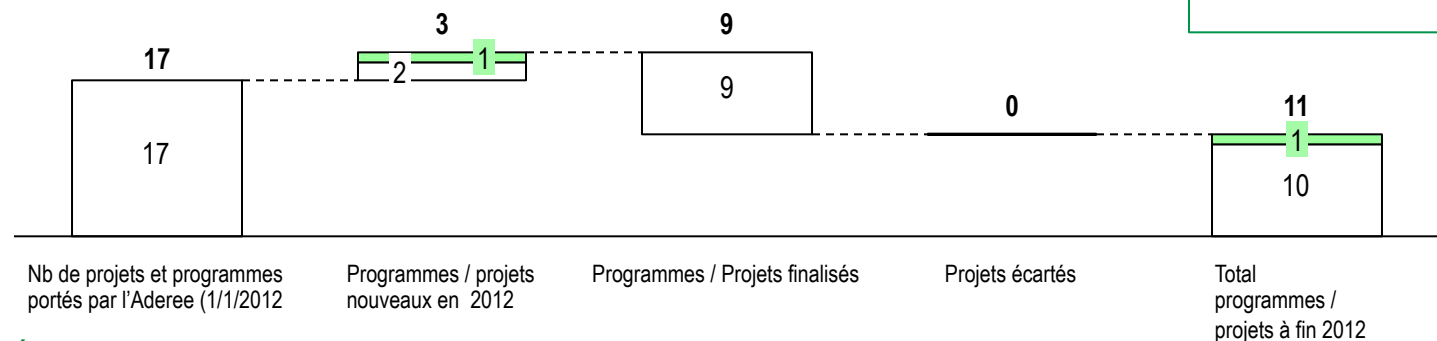 17
3
9
0
11
17
2
1
9
1
10
Nb de projets et programmes
portés par l'Aderee (1/1/2012
Programmes / projets
nouveaux en 2012
Programmes / Projets finalisés
Projets écartés
Total
programmes /
projets à fin 2012